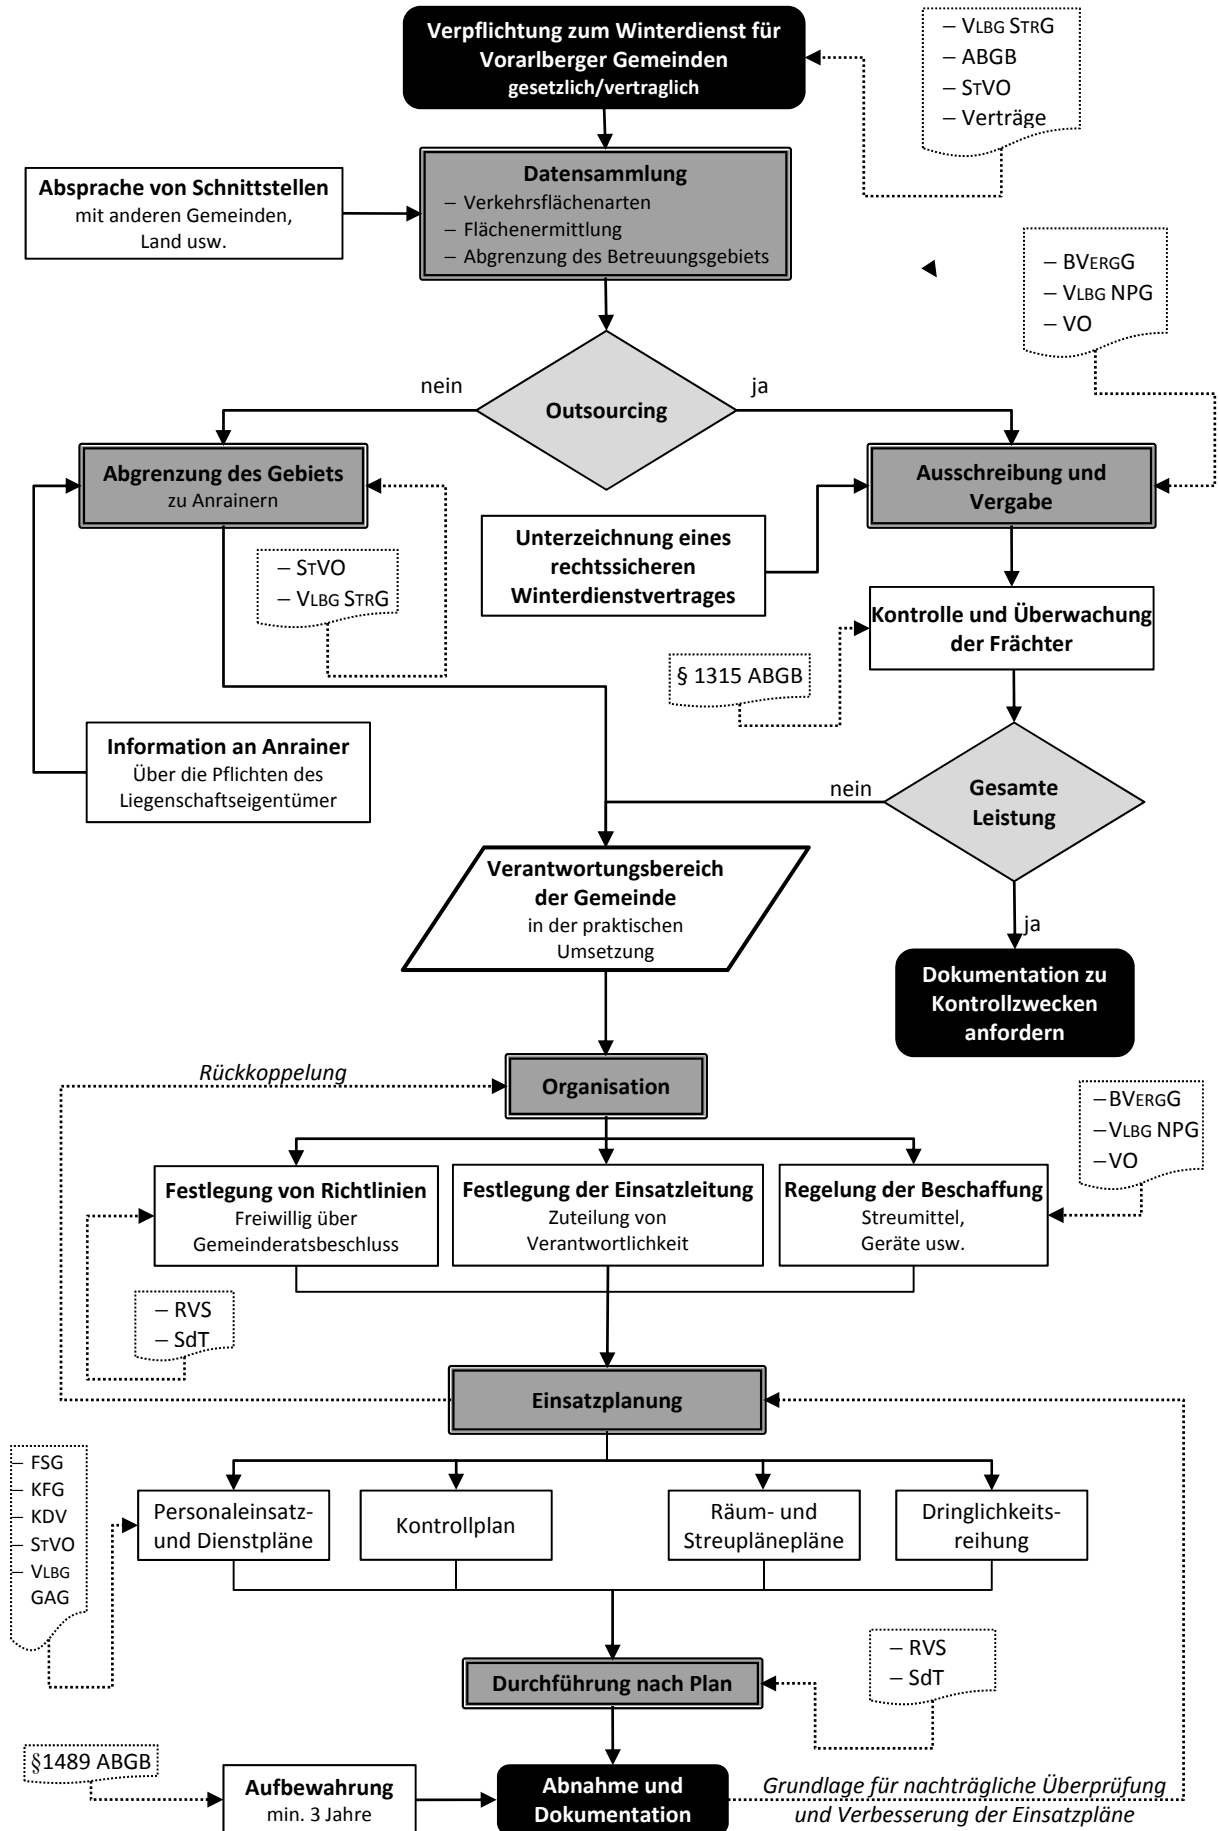 Verpflichtung zum Winterdienst für
Vorarlberger Gemeinden
gesetzlich/vertraglich
– VLBG STRG
– ABGB
– STVO
– Verträge
Absprache von Schnittstellen
mit anderen Gemeinden,
Land usw.
Datensammlung
– Verkehrsflächenarten
– Flächenermittlung
– Abgrenzung des Betreuungsgebiets
– BVERGG
– VLBG NPG
– VO
nein
Outsourcing
ja
Abgrenzung des Gebiets
zu Anrainern
Ausschreibung und
Vergabe
– STVO
– VLBG STRG
Unterzeichnung eines
rechtssicheren
Winterdienstvertrages
Kontrolle und Überwachung
der Frächter
§ 1315 ABGB
Information an Anrainer
Über die Pflichten des
Liegenschaftseigentümer
nein
Gesamte
Leistung
ja
Verantwortungsbereich
der Gemeinde
in der praktischen
Umsetzung
Dokumentation zu
Kontrollzwecken
anfordern
Rückkoppelung
Organisation
–BVERGG
–VLBG NPG
–VO
Festlegung von Richtlinien
Freiwillig über
Gemeinderatsbeschluss
Festlegung der Einsatzleitung
Zuteilung von
Verantwortlichkeit
Regelung der Beschaffung
Streumittel,
Geräte usw.
– RVS
– SdT
Einsatzplanung
– FSG
– KFG
– KDV
– STVO
– VLBG
GAG
Personaleinsatz-
und Dienstpläne
Kontrollplan
Räum- und
Streuplänepläne
Dringlichkeits-
reihung
– RVS
– SdT
Durchführung nach Plan
§1489 ABGB
Aufbewahrung
min. 3 Jahre
Abnahme und
Dokumentation
Grundlage für nachträgliche Überprüfung
und Verbesserung der Einsatzpläne